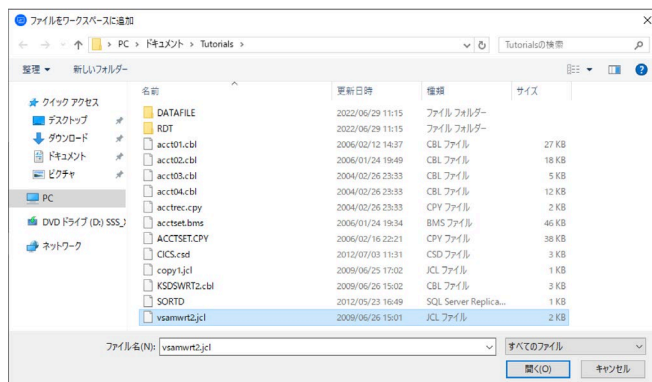 ファイルをワークスペースに追加
PC > ドキュメント > Tutorials >
Tutorialsの検索
整理
新しいフォルダー
名前 更新日時 種類 サイズ
クイック アクセス
デスクトップ
ダウンロード
ドキュメント
ピクチャ
PC
DVD ドライブ (D:) SSS_
ネットワーク
DATAFILE 2022/06/29 11:15 ファイル フォルダー
RDT 2022/06/29 11:15 ファイル フォルダー
acct01.cbl 2006/02/12 14:37 CBL ファイル 27 KB
acct02.cbl 2006/01/24 19:49 CBL ファイル 18 KB
acct03.cbl 2004/02/26 23:33 CBL ファイル 5 KB
acct04.cbl 2004/02/26 23:33 CBL ファイル 12 KB
acctrec.cpy 2004/02/26 23:33 CPY ファイル 2 KB
acctset.bms 2006/01/24 19:34 BMS ファイル 46 KB
ACCTSET.CPY 2006/02/16 22:21 CPY ファイル 38 KB
CICS.csd 2012/07/03 11:31 CSD ファイル 3 KB
copy1.jcl 2009/06/25 17:02 JCL ファイル 1 KB
KSDSWRT2.cbl 2009/06/26 15:02 CBL ファイル 3 KB
SORTD 2012/05/23 16:49 SQL Server Replica... 1 KB
vsamwrt2.jcl 2009/06/26 15:01 JCL ファイル 2 KB
ファイル名(N): vsamwrt2.jcl
すべてのファイル
開く(O)
キャンセル